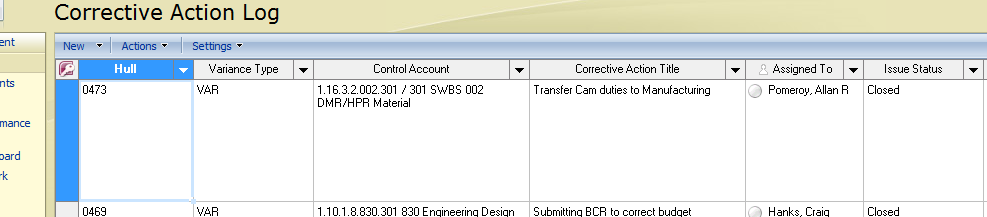 Corrective Action Log
ent
New Actions Settings
Hull Variance Type Control Account Corrective Action Title Assigned To Issue Status
nts
0473 VAR 1.16.3.2.002.301 / 301 SWBS 002 Transfer Cam duties to Manufacturing Pomeroy, Allan R Closed
DMR/HPR Material
rmance
oard
rk
0469 VAR 1.10.1.8.830.301 830 Engineering Design Submitting BCR to correct budget Hanks, Craig Closed